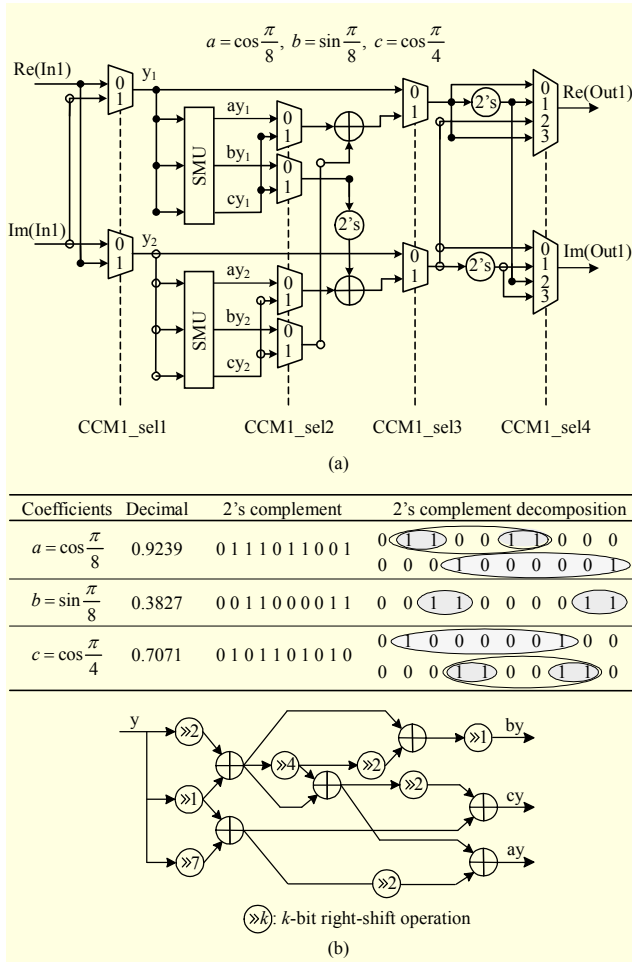 a = cos π/8, b = sin π/8, c = cos π/4
Re(In1)
Im(In1)
0
1
y1
0
1
y2
SMU
ay1
by1
cy1
SMU
ay2
by2
cy2
0
1
0
1
0
1
0
1
2's
0
1
0
1
2's
2's
0
1
2
3
0
1
2
3
Re(Out1)
Im(Out1)
CCM1_sel1 CCM1_sel2 CCM1_sel3 CCM1_sel4
(a)
Coefficients Decimal 2's complement 2's complement decomposition
a = cos π/8 0.9239 0 1 1 1 0 1 1 0 0 1
0 1 1 0 0 1 1 0 0 0
0 0 0 1 0 0 0 0 0 1
b = sin π/8 0.3827 0 0 1 1 0 0 0 0 1 1
0 0 1 1 0 0 0 0 1 1
c = cos π/4 0.7071 0 1 0 1 1 0 1 0 1 0
0 1 0 0 0 0 0 1 0 0
0 0 0 1 1 0 0 1 1 0
y
»2
»1
»7
»4
»2
»2
»2
»1
by
cy
ay
»k: k-bit right-shift operation
(b)